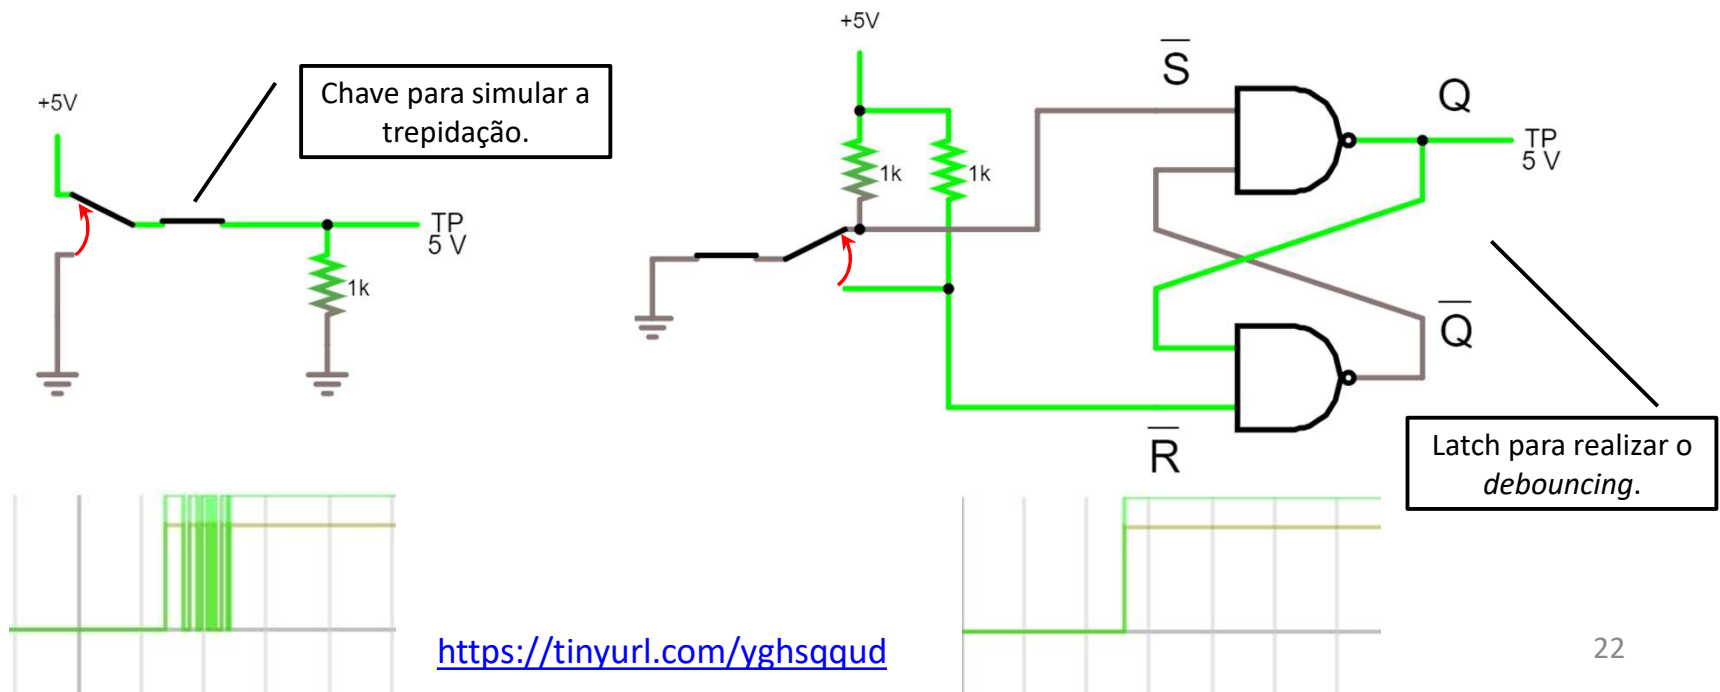 +5V
Chave para simular a
trepidação.
TP
5 V
1k
+5V
1k
1k
S
Q
TP
5 V
Q
R
Latch para realizar o
debouncing.
https://tinyurl.com/yghsqqud
22